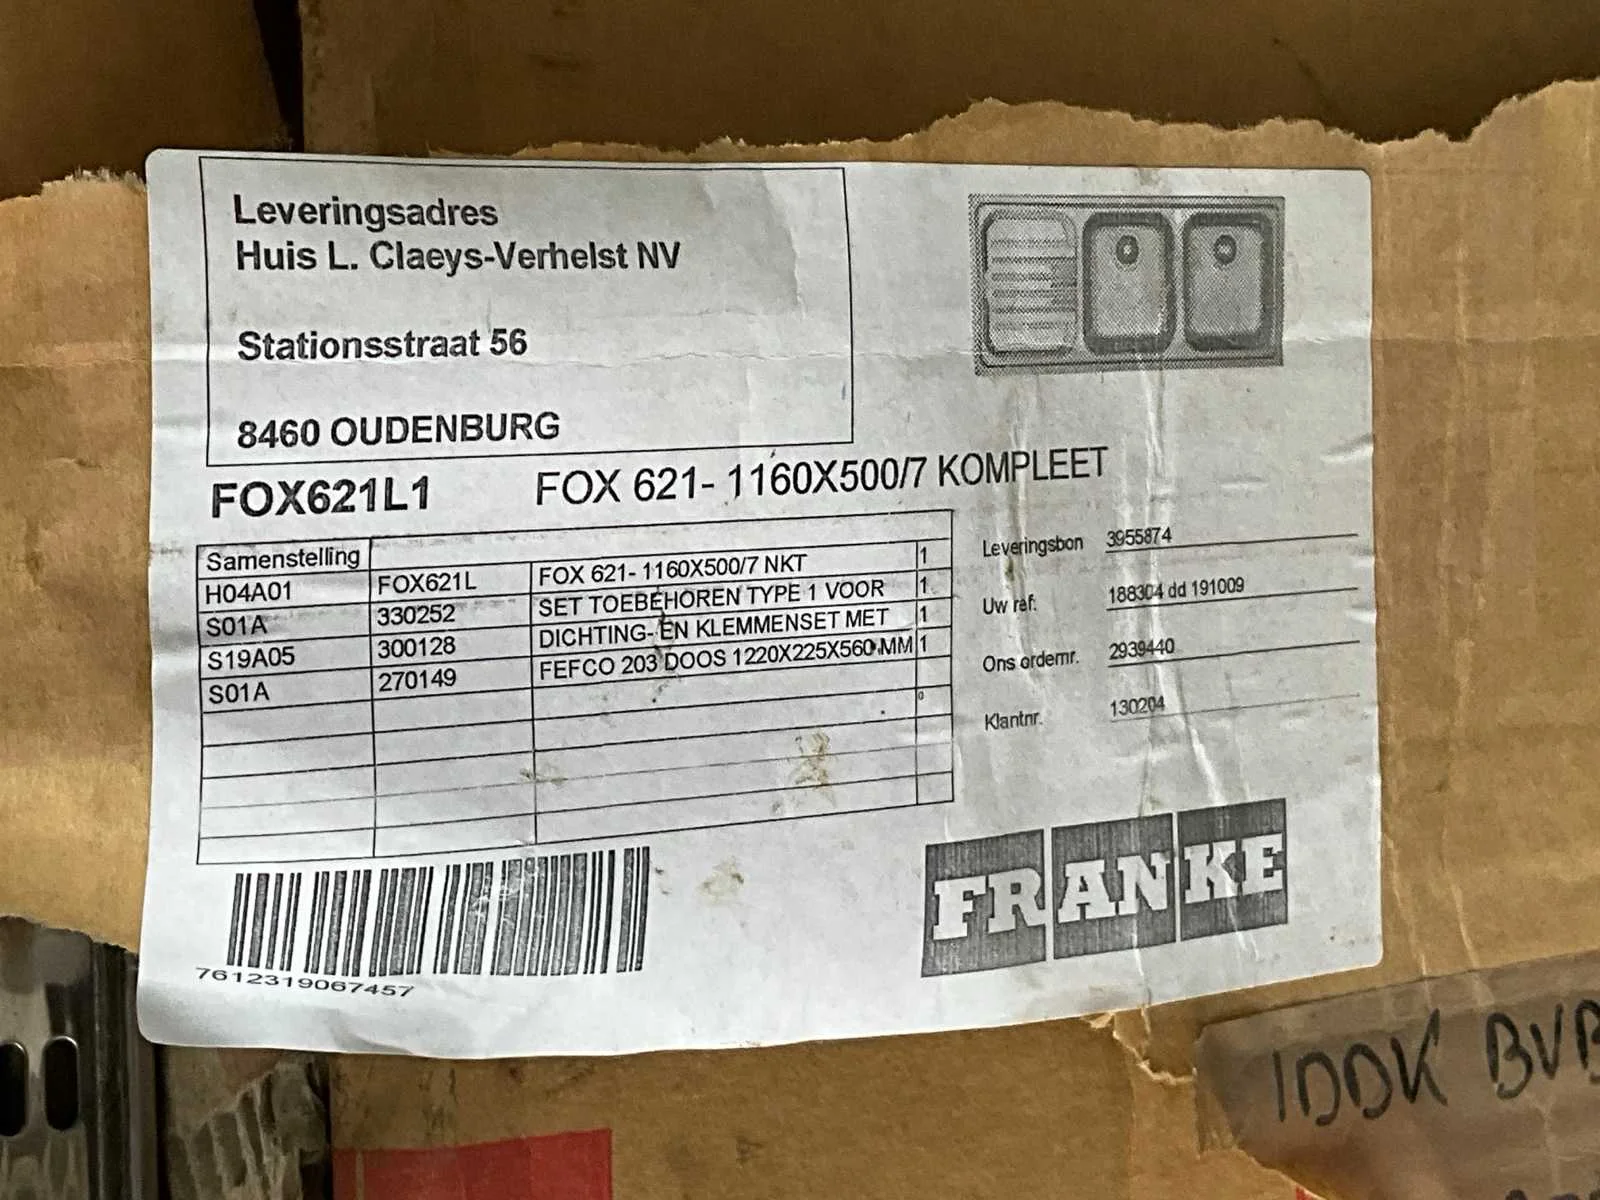 Leveringsadres
Huis L. Claeys-Verhelst NV
Stationsstraat 56
8460 OUDENBURG
FOX621L1 FOX 621- 1160X500/7 KOMPLEET
Samenstelling
H04A01 FOX621L FOX 621- 1160X500/7 NKT 1
S01A 330252 SET TOEBEHOREN TYPE 1 VOOR 1
S19A05 300128 DICHTING- EN KLEMMENSET MET 1
S01A 270149 FEFCO 203 DOOS 1220X225X560 MM 1
0
Leveringsbon 3955874
Uw ref. 188304 dd 191009
Ons ordernr. 2939440
Klantnr. 130204
7612319067457
FRANKE
IDDK BVB